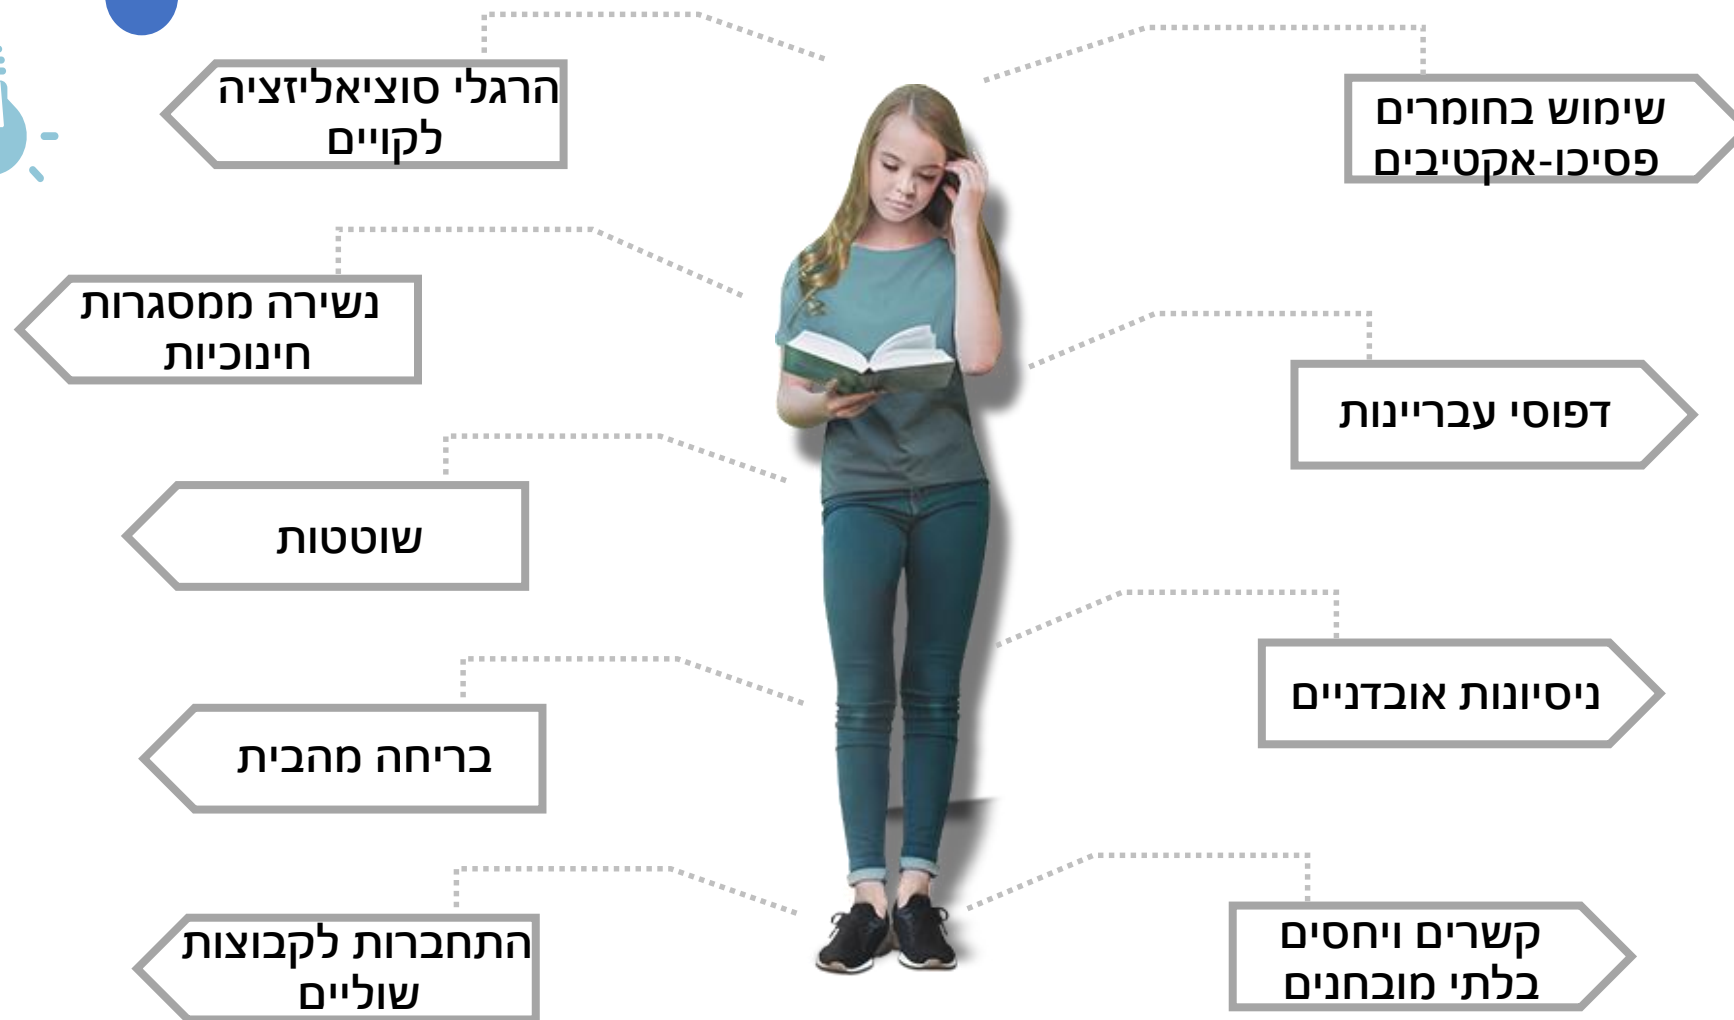 שימוש בחומרים
פסיכו-אקטיבים
דפוסי עבריינות
ניסיונות אובדניים
קשרים ויחסים
בלתי מובחנים
הרגלי סוציאליזציה
לקויים
נשירה ממסגרות
חינוכיות
שוטטות
בריחה מהבית
התחברות לקבוצות
שוליים